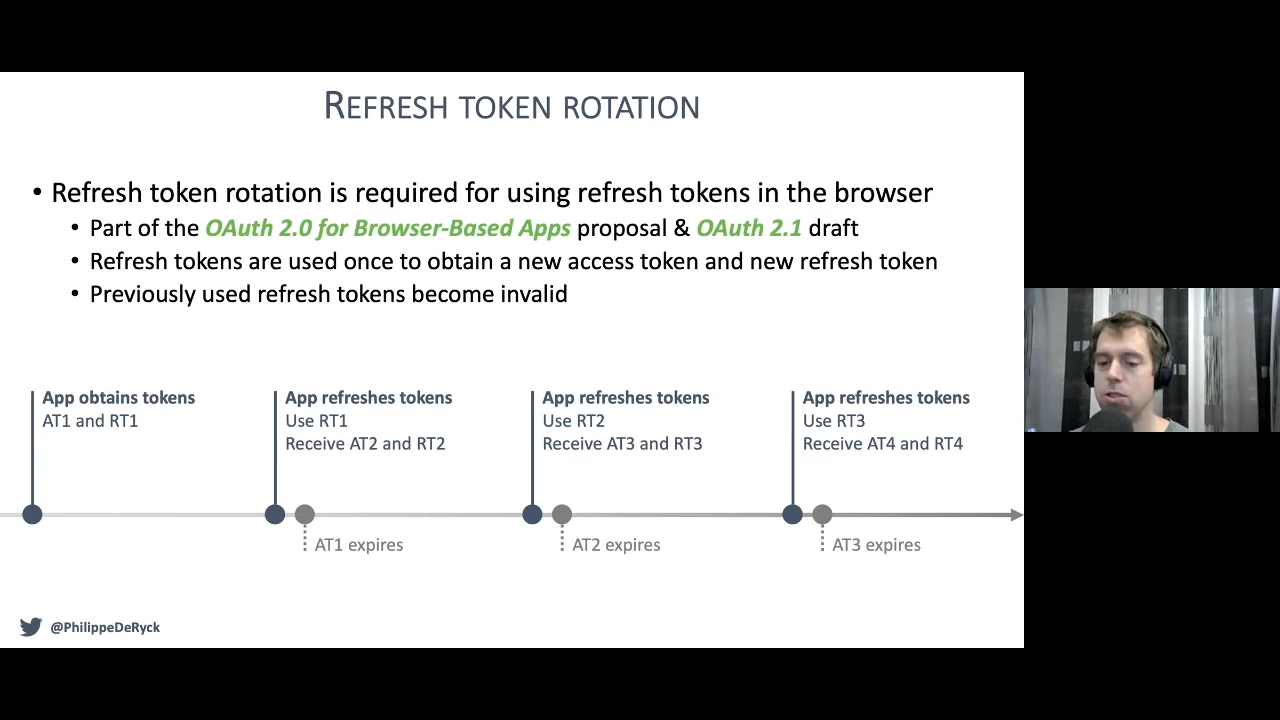 REFRESH TOKEN ROTATION
• Refresh token rotation is required for using refresh tokens in the browser
• Part of the OAuth 2.0 for Browser-Based Apps proposal & OAuth 2.1 draft
• Refresh tokens are used once to obtain a new access token and new refresh token
• Previously used refresh tokens become invalid
App obtains tokens
AT1 and RT1
App refreshes tokens
Use RT1
Receive AT2 and RT2
App refreshes tokens
Use RT2
Receive AT3 and RT3
App refreshes tokens
Use RT3
Receive AT4 and RT4
AT1 expires
AT2 expires
AT3 expires
@PhilippeDeRyck